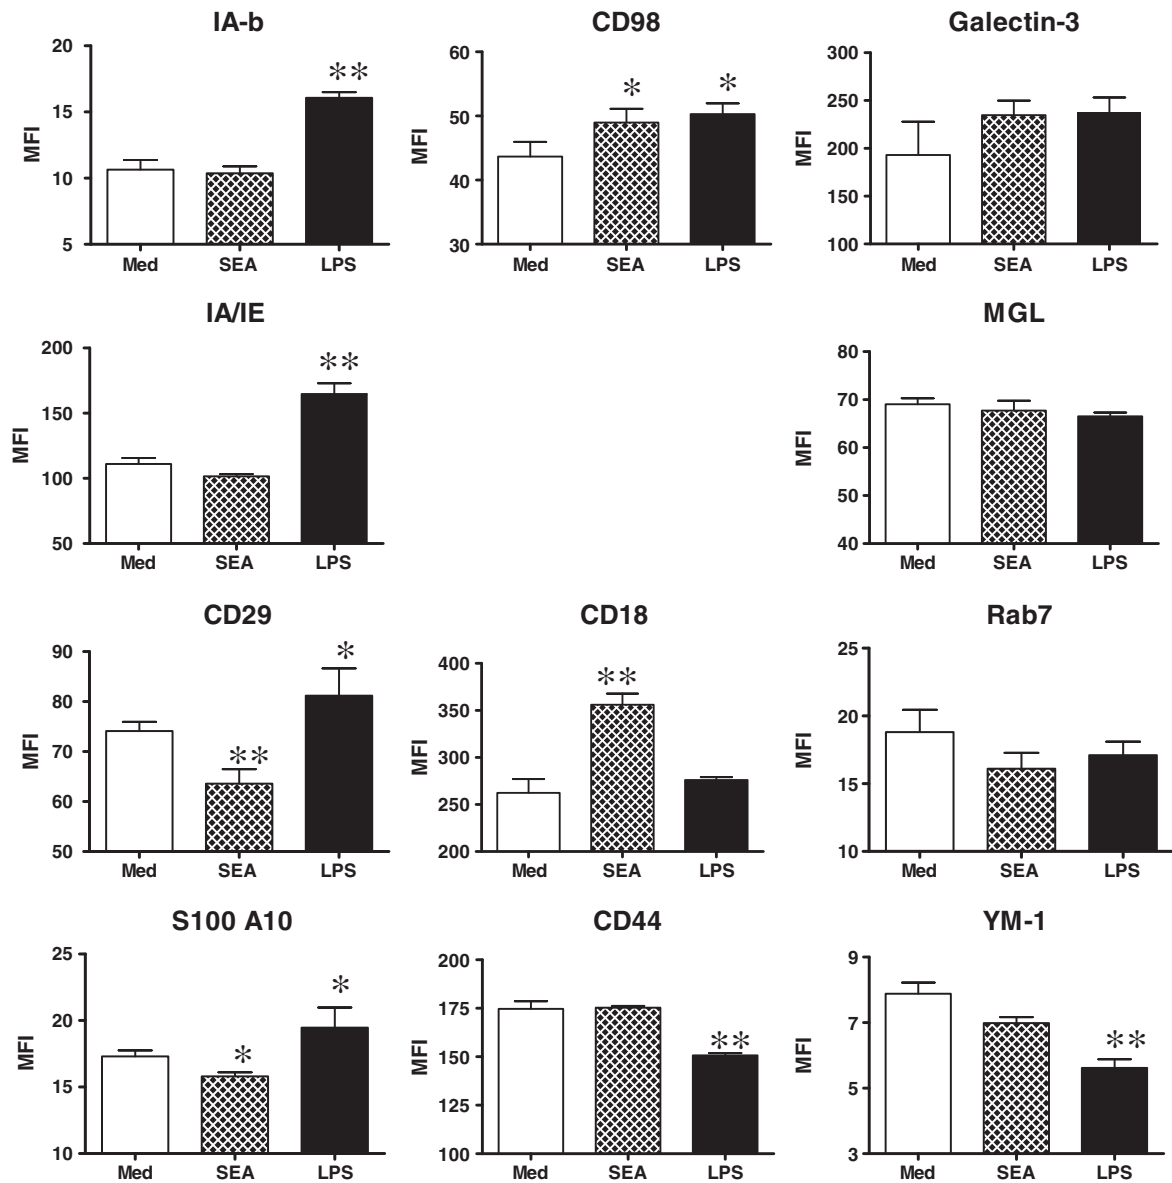 IA-b
20
15
10
5
MFI
**
Med SEA LPS
CD98
60
50
40
30
MFI
*
*
Med SEA LPS
Galectin-3
300
250
200
150
100
MFI
Med SEA LPS
IA/IE
200
150
100
50
MFI
**
Med SEA LPS
MGL
80
70
60
50
40
MFI
Med SEA LPS
CD29
90
80
70
60
50
MFI
**
*
Med SEA LPS
CD18
400
350
300
250
200
MFI
**
Med SEA LPS
Rab7
25
20
15
10
MFI
Med SEA LPS
S100 A10
25
20
15
10
MFI
*
*
Med SEA LPS
CD44
200
175
150
125
100
MFI
**
Med SEA LPS
YM-1
9
7
5
3
MFI
**
Med SEA LPS